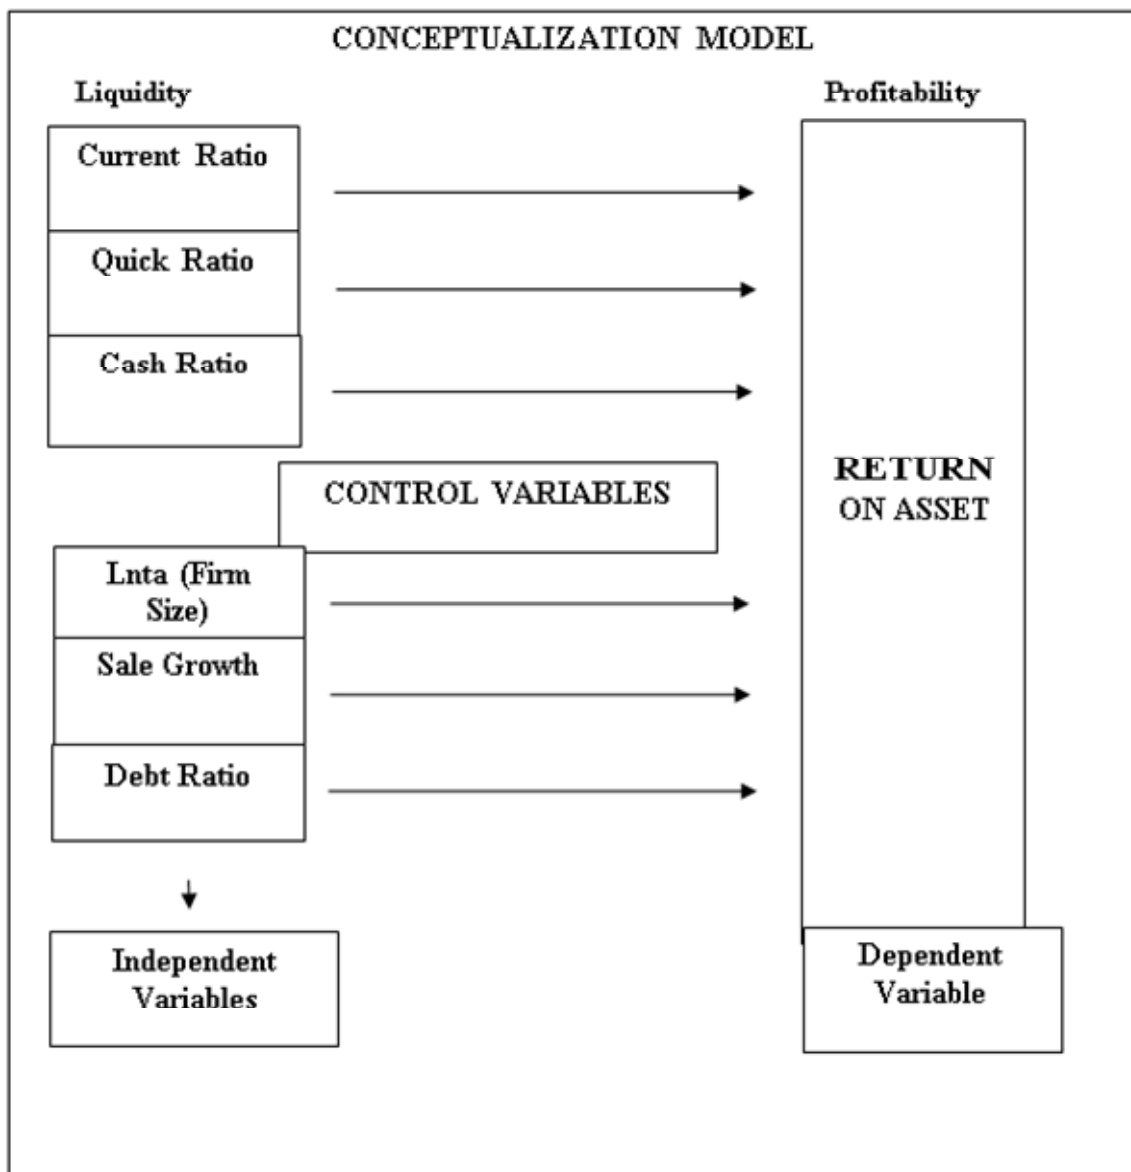 CONCEPTUALIZATION MODEL
Liquidity
Profitability
Current Ratio
Quick Ratio
Cash Ratio
RETURN
ON ASSET
CONTROL VARIABLES
Lnta (Firm
Size)
Sale Growth
Debt Ratio
Independent
Variables
Dependent
Variable